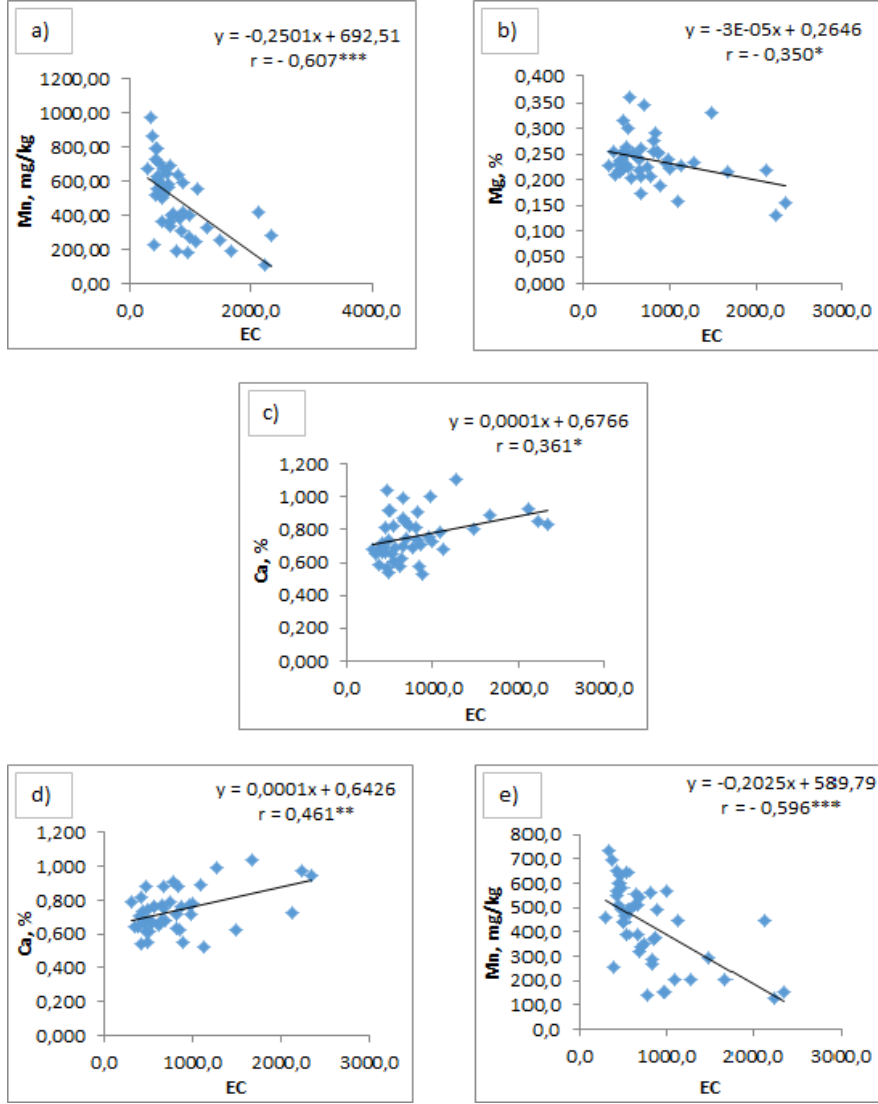 a)
y = -0,2501x + 692,51
r = - 0,607***
Mn, mg/kg
1200,00
1000,00
800,00
600,00
400,00
200,00
0,00
0,0 2000,0 4000,0
EC
b)
y = -3E-05x + 0,2646
r = - 0,350*
Mg, %
0,400
0,350
0,300
0,250
0,200
0,150
0,100
0,050
0,000
0,0 1000,0 2000,0 3000,0
EC
c)
y = 0,0001x + 0,6766
r = 0,361*
Ca, %
1,200
1,000
0,800
0,600
0,400
0,200
0,000
0,0 1000,0 2000,0 3000,0
EC
d)
y = 0,0001x + 0,6426
r = 0,461**
Ca, %
1,200
1,000
0,800
0,600
0,400
0,200
0,000
0,0 1000,0 2000,0 3000,0
EC
e)
y = -0,2025x + 589,79
r = - 0,596***
Mn, mg/kg
800,0
700,0
600,0
500,0
400,0
300,0
200,0
100,0
0,0
0,0 1000,0 2000,0 3000,0
EC